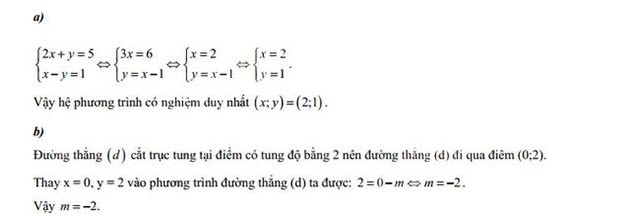 a)
{2x + y = 5; x − y = 1 ⇔ {3x = 6; y = x − 1 ⇔ {x = 2; y = x − 1 ⇔ {x = 2; y = 1.
Vậy hệ phương trình có nghiệm duy nhất (x; y) = (2;1).
b)
Đường thẳng (d) cắt trục tung tại điểm có tung độ bằng 2 nên đường thẳng (d) đi qua điểm (0;2).
Thay x = 0, y = 2 vào phương trình đường thẳng (d) ta được: 2 = 0 − m ⇔ m = −2.
Vậy m = −2.